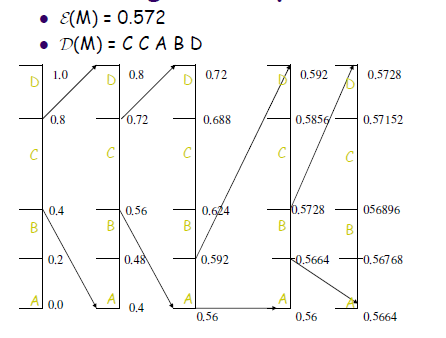 • ℰ(M) = 0.572
• 𝒟(M) = C C A B D
D 1.0 D 0.8 D 0.72 D 0.592 D 0.5728
0.8 0.72 0.688 0.5856 0.57152
C C C C C
0.4 0.56 0.624 0.5728 056896
B B B B B
0.2 0.48 0.592 0.5664 0.56768
A 0.0 A 0.4 A 0.56 A 0.56 A 0.5664